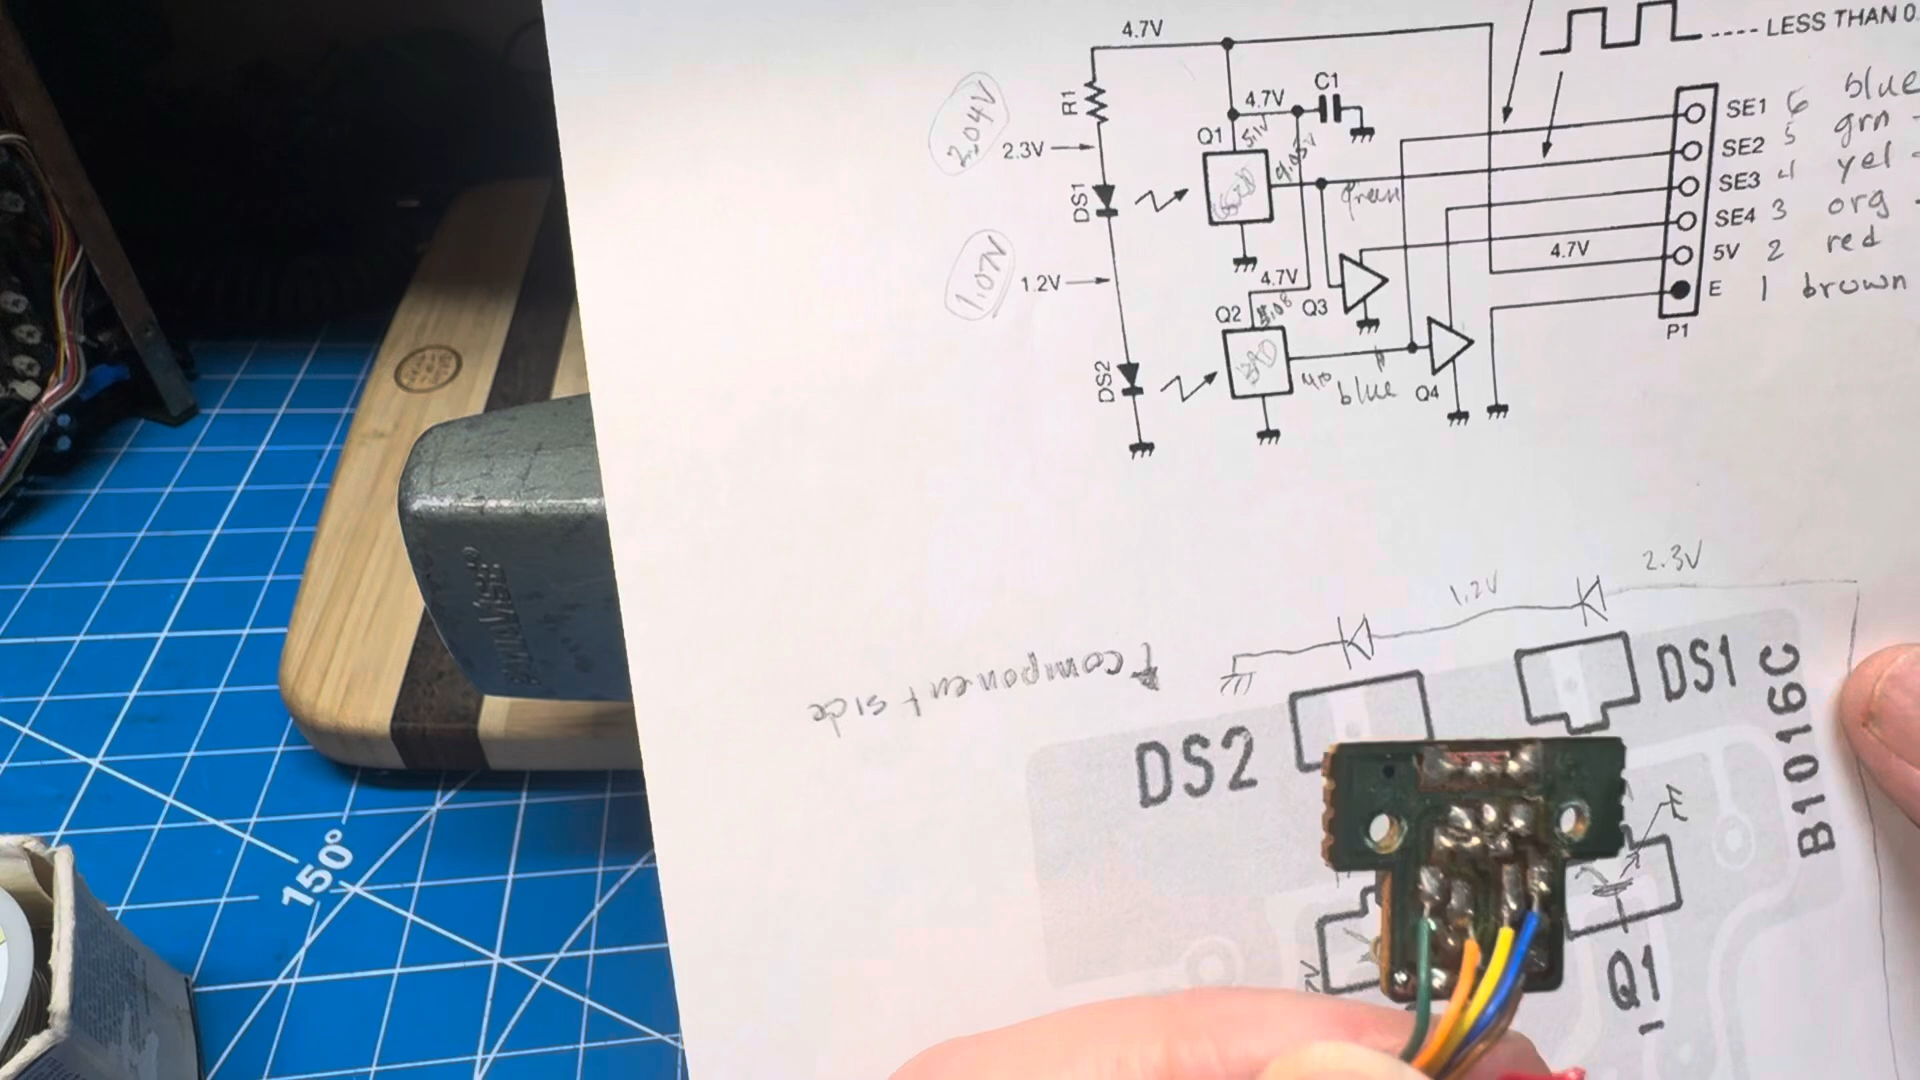 4.7V
LESS THAN 0
C1
R1
4.7V
2.04V
2.3V
Q1
5.1V
SE1 6 blue
SE2 5 grn -
SE3 4 yel -
SE4 3 org -
5V 2 red
E 1 brown
P1
DS1
green
4.7V
1.07V
1.2V
4.7V
Q2
Q3
DS2
blue
Q4
2.3V
1.2V
component side
DS2
DS1
B1016C
E
Q1
150°